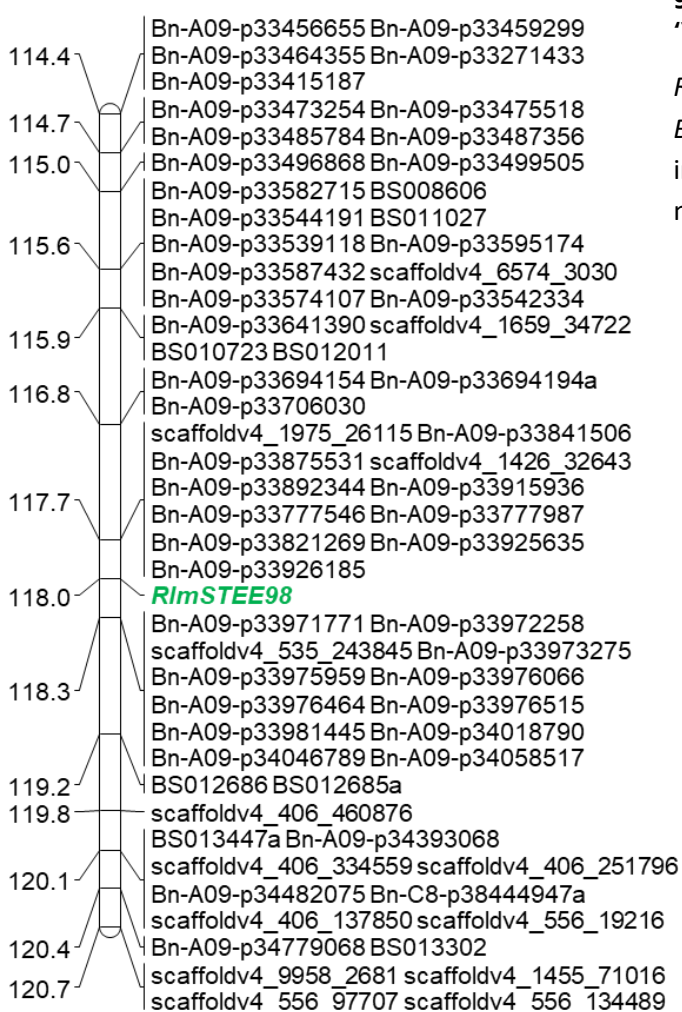 Bn-A09-p33456655 Bn-A09-p33459299
114.4 Bn-A09-p33464355 Bn-A09-p33271433
Bn-A09-p33415187
114.7 Bn-A09-p33473254 Bn-A09-p33475518
Bn-A09-p33485784 Bn-A09-p33487356
115.0 Bn-A09-p33496868 Bn-A09-p33499505
Bn-A09-p33582715 BS008606
Bn-A09-p33544191 BS011027
115.6 Bn-A09-p33539118 Bn-A09-p33595174
Bn-A09-p33587432 scaffoldv4_6574_3030
Bn-A09-p33574107 Bn-A09-p33542334
115.9 Bn-A09-p33641390 scaffoldv4_1659_34722
BS010723 BS012011
116.8 Bn-A09-p33694154 Bn-A09-p33694194a
Bn-A09-p33706030
scaffoldv4_1975_26115 Bn-A09-p33841506
Bn-A09-p33875531 scaffoldv4_1426_32643
117.7 Bn-A09-p33892344 Bn-A09-p33915936
Bn-A09-p33777546 Bn-A09-p33777987
Bn-A09-p33821269 Bn-A09-p33925635
Bn-A09-p33926185
118.0 RlmSTEE98
Bn-A09-p33971771 Bn-A09-p33972258
scaffoldv4_535_243845 Bn-A09-p33973275
118.3 Bn-A09-p33975959 Bn-A09-p33976066
Bn-A09-p33976464 Bn-A09-p33976515
Bn-A09-p33981445 Bn-A09-p34018790
Bn-A09-p34046789 Bn-A09-p34058517
119.2 BS012686 BS012685a
119.8 scaffoldv4_406_460876
BS013447a Bn-A09-p34393068
120.1 scaffoldv4_406_334559 scaffoldv4_406_251796
Bn-A09-p34482075 Bn-C8-p38444947a
scaffoldv4_406_137850 scaffoldv4_556_19216
120.4 Bn-A09-p34779068 BS013302
120.7 scaffoldv4_9958_2681 scaffoldv4_1455_71016
scaffoldv4_556_97707 scaffoldv4_556_134489